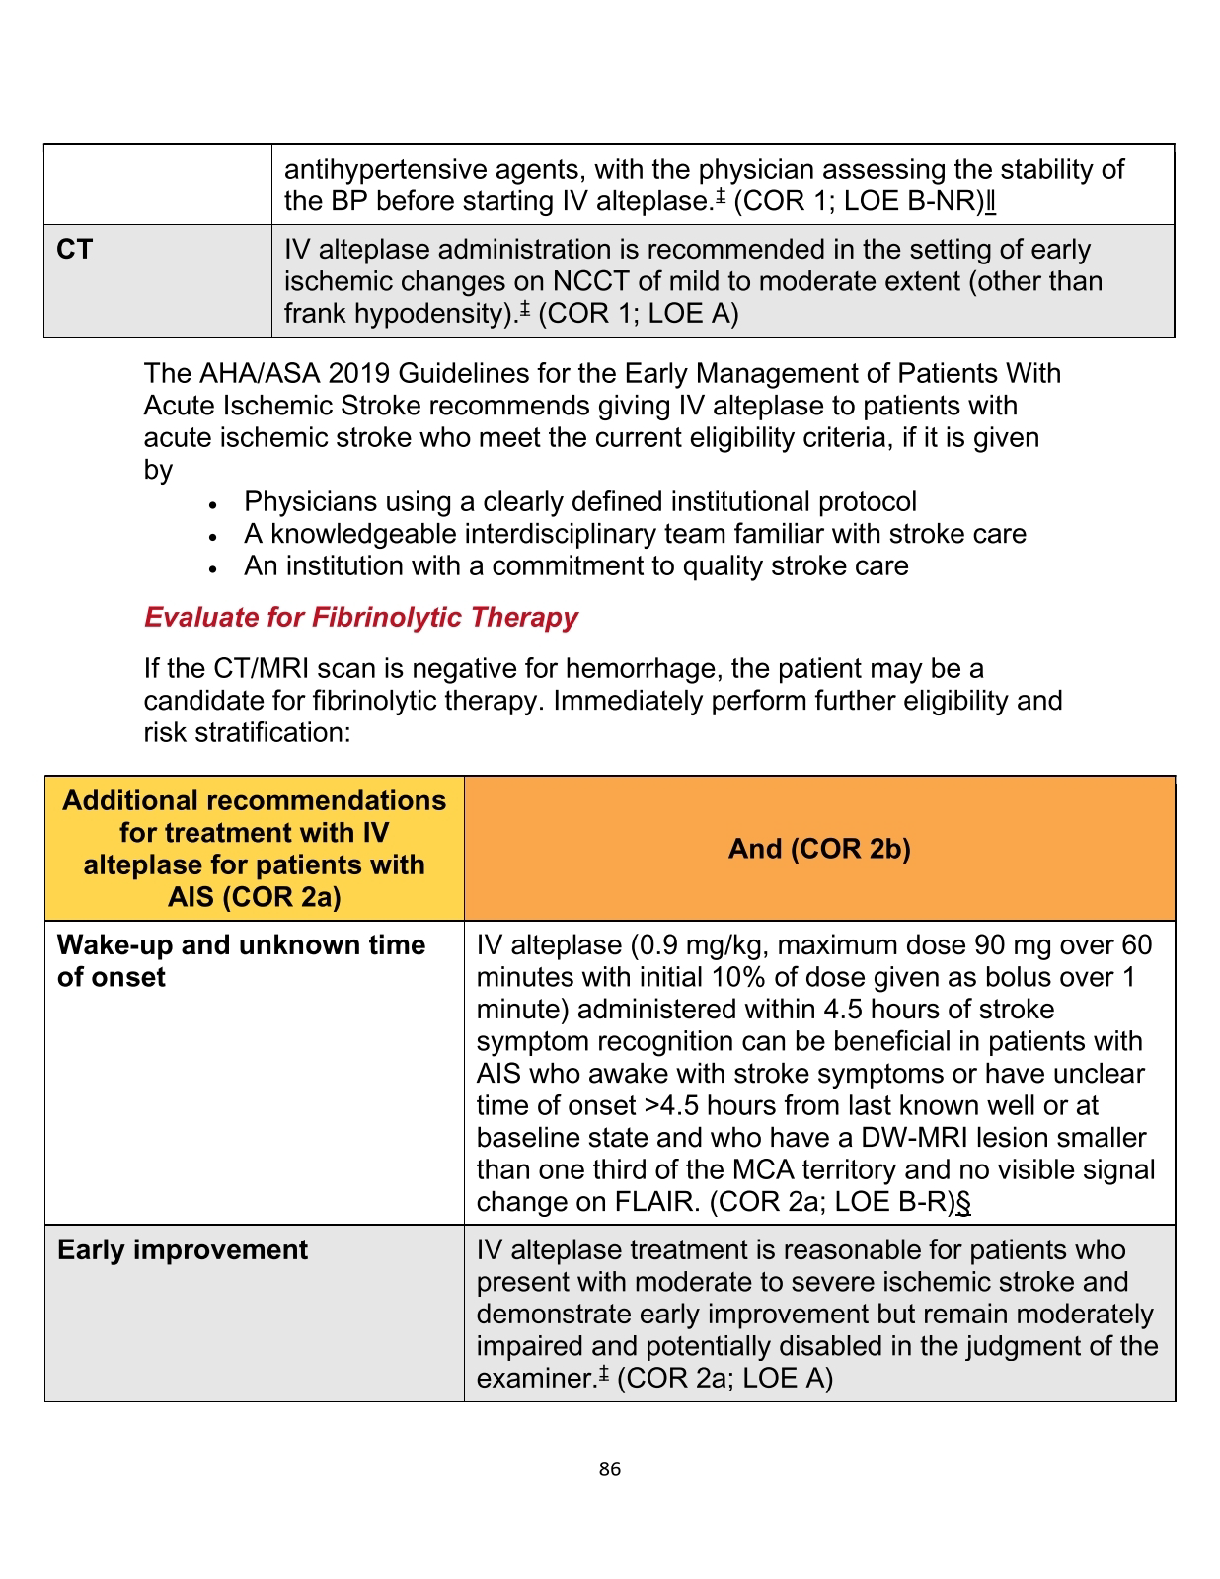 antihypertensive agents, with the physician assessing the stability of
the BP before starting IV alteplase.‡ (COR 1; LOE B-NR)‖
CT
IV alteplase administration is recommended in the setting of early
ischemic changes on NCCT of mild to moderate extent (other than
frank hypodensity).‡ (COR 1; LOE A)
The AHA/ASA 2019 Guidelines for the Early Management of Patients With
Acute Ischemic Stroke recommends giving IV alteplase to patients with
acute ischemic stroke who meet the current eligibility criteria, if it is given
by
• Physicians using a clearly defined institutional protocol
• A knowledgeable interdisciplinary team familiar with stroke care
• An institution with a commitment to quality stroke care
Evaluate for Fibrinolytic Therapy
If the CT/MRI scan is negative for hemorrhage, the patient may be a
candidate for fibrinolytic therapy. Immediately perform further eligibility and
risk stratification:
Additional recommendations
for treatment with IV
alteplase for patients with
AIS (COR 2a)
And (COR 2b)
Wake-up and unknown time
of onset
IV alteplase (0.9 mg/kg, maximum dose 90 mg over 60
minutes with initial 10% of dose given as bolus over 1
minute) administered within 4.5 hours of stroke
symptom recognition can be beneficial in patients with
AIS who awake with stroke symptoms or have unclear
time of onset >4.5 hours from last known well or at
baseline state and who have a DW-MRI lesion smaller
than one third of the MCA territory and no visible signal
change on FLAIR. (COR 2a; LOE B-R)§
Early improvement
IV alteplase treatment is reasonable for patients who
present with moderate to severe ischemic stroke and
demonstrate early improvement but remain moderately
impaired and potentially disabled in the judgment of the
examiner.‡ (COR 2a; LOE A)
86